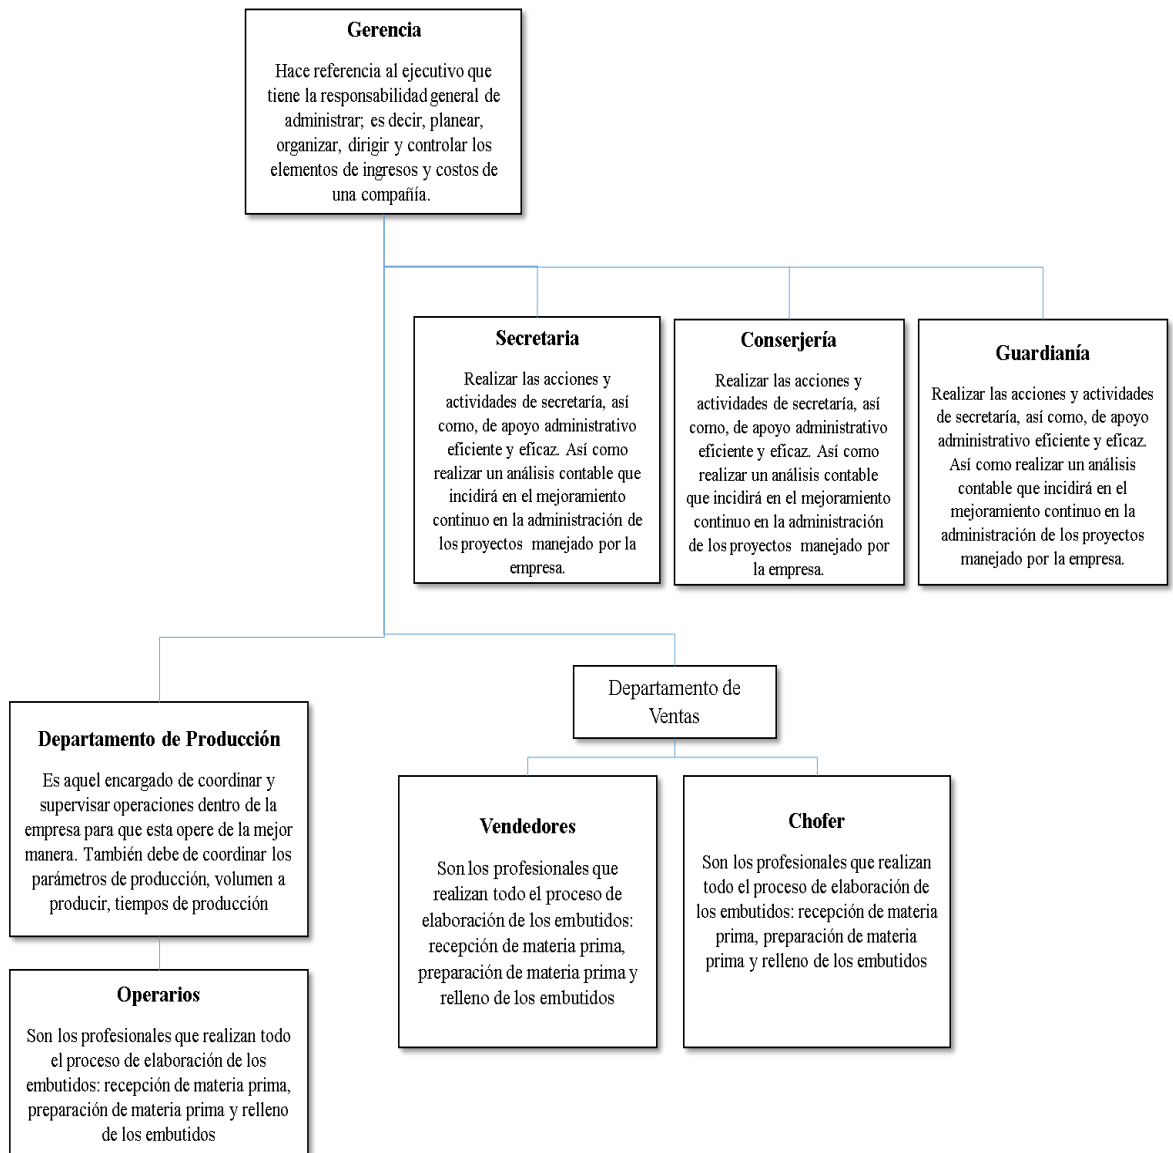 Gerencia
Hace referencia al ejecutivo que
tiene la responsabilidad general de
administrar; es decir, planear,
organizar, dirigir y controlar los
elementos de ingresos y costos de
una compañía.
Secretaria
Realizar las acciones y
actividades de secretaría, así
como, de apoyo administrativo
eficiente y eficaz. Así como
realizar un análisis contable que
incidirá en el mejoramiento
continuo en la administración de
los proyectos manejado por la
empresa.
Conserjería
Realizar las acciones y
actividades de secretaría, así
como, de apoyo administrativo
eficiente y eficaz. Así como
realizar un análisis contable
que incidirá en el mejoramiento
continuo en la administración
de los proyectos manejado por
la empresa.
Guardianía
Realizar las acciones y actividades
de secretaría, así como, de apoyo
administrativo eficiente y eficaz.
Así como realizar un análisis
contable que incidirá en el
mejoramiento continuo en la
administración de los proyectos
manejado por la empresa.
Departamento de Producción
Es aquel encargado de coordinar y
supervisar operaciones dentro de la
empresa para que esta opere de la mejor
manera. También debe de coordinar los
parámetros de producción, volumen a
producir, tiempos de producción
Operarios
Son los profesionales que realizan todo
el proceso de elaboración de los
embutidos: recepción de materia prima,
preparación de materia prima y relleno
de los embutidos
Departamento de
Ventas
Vendedores
Son los profesionales que
realizan todo el proceso de
elaboración de los embutidos:
recepción de materia prima,
preparación de materia prima y
relleno de los embutidos
Chofer
Son los profesionales que realizan
todo el proceso de elaboración de
los embutidos: recepción de materia
prima, preparación de materia
prima y relleno de los embutidos